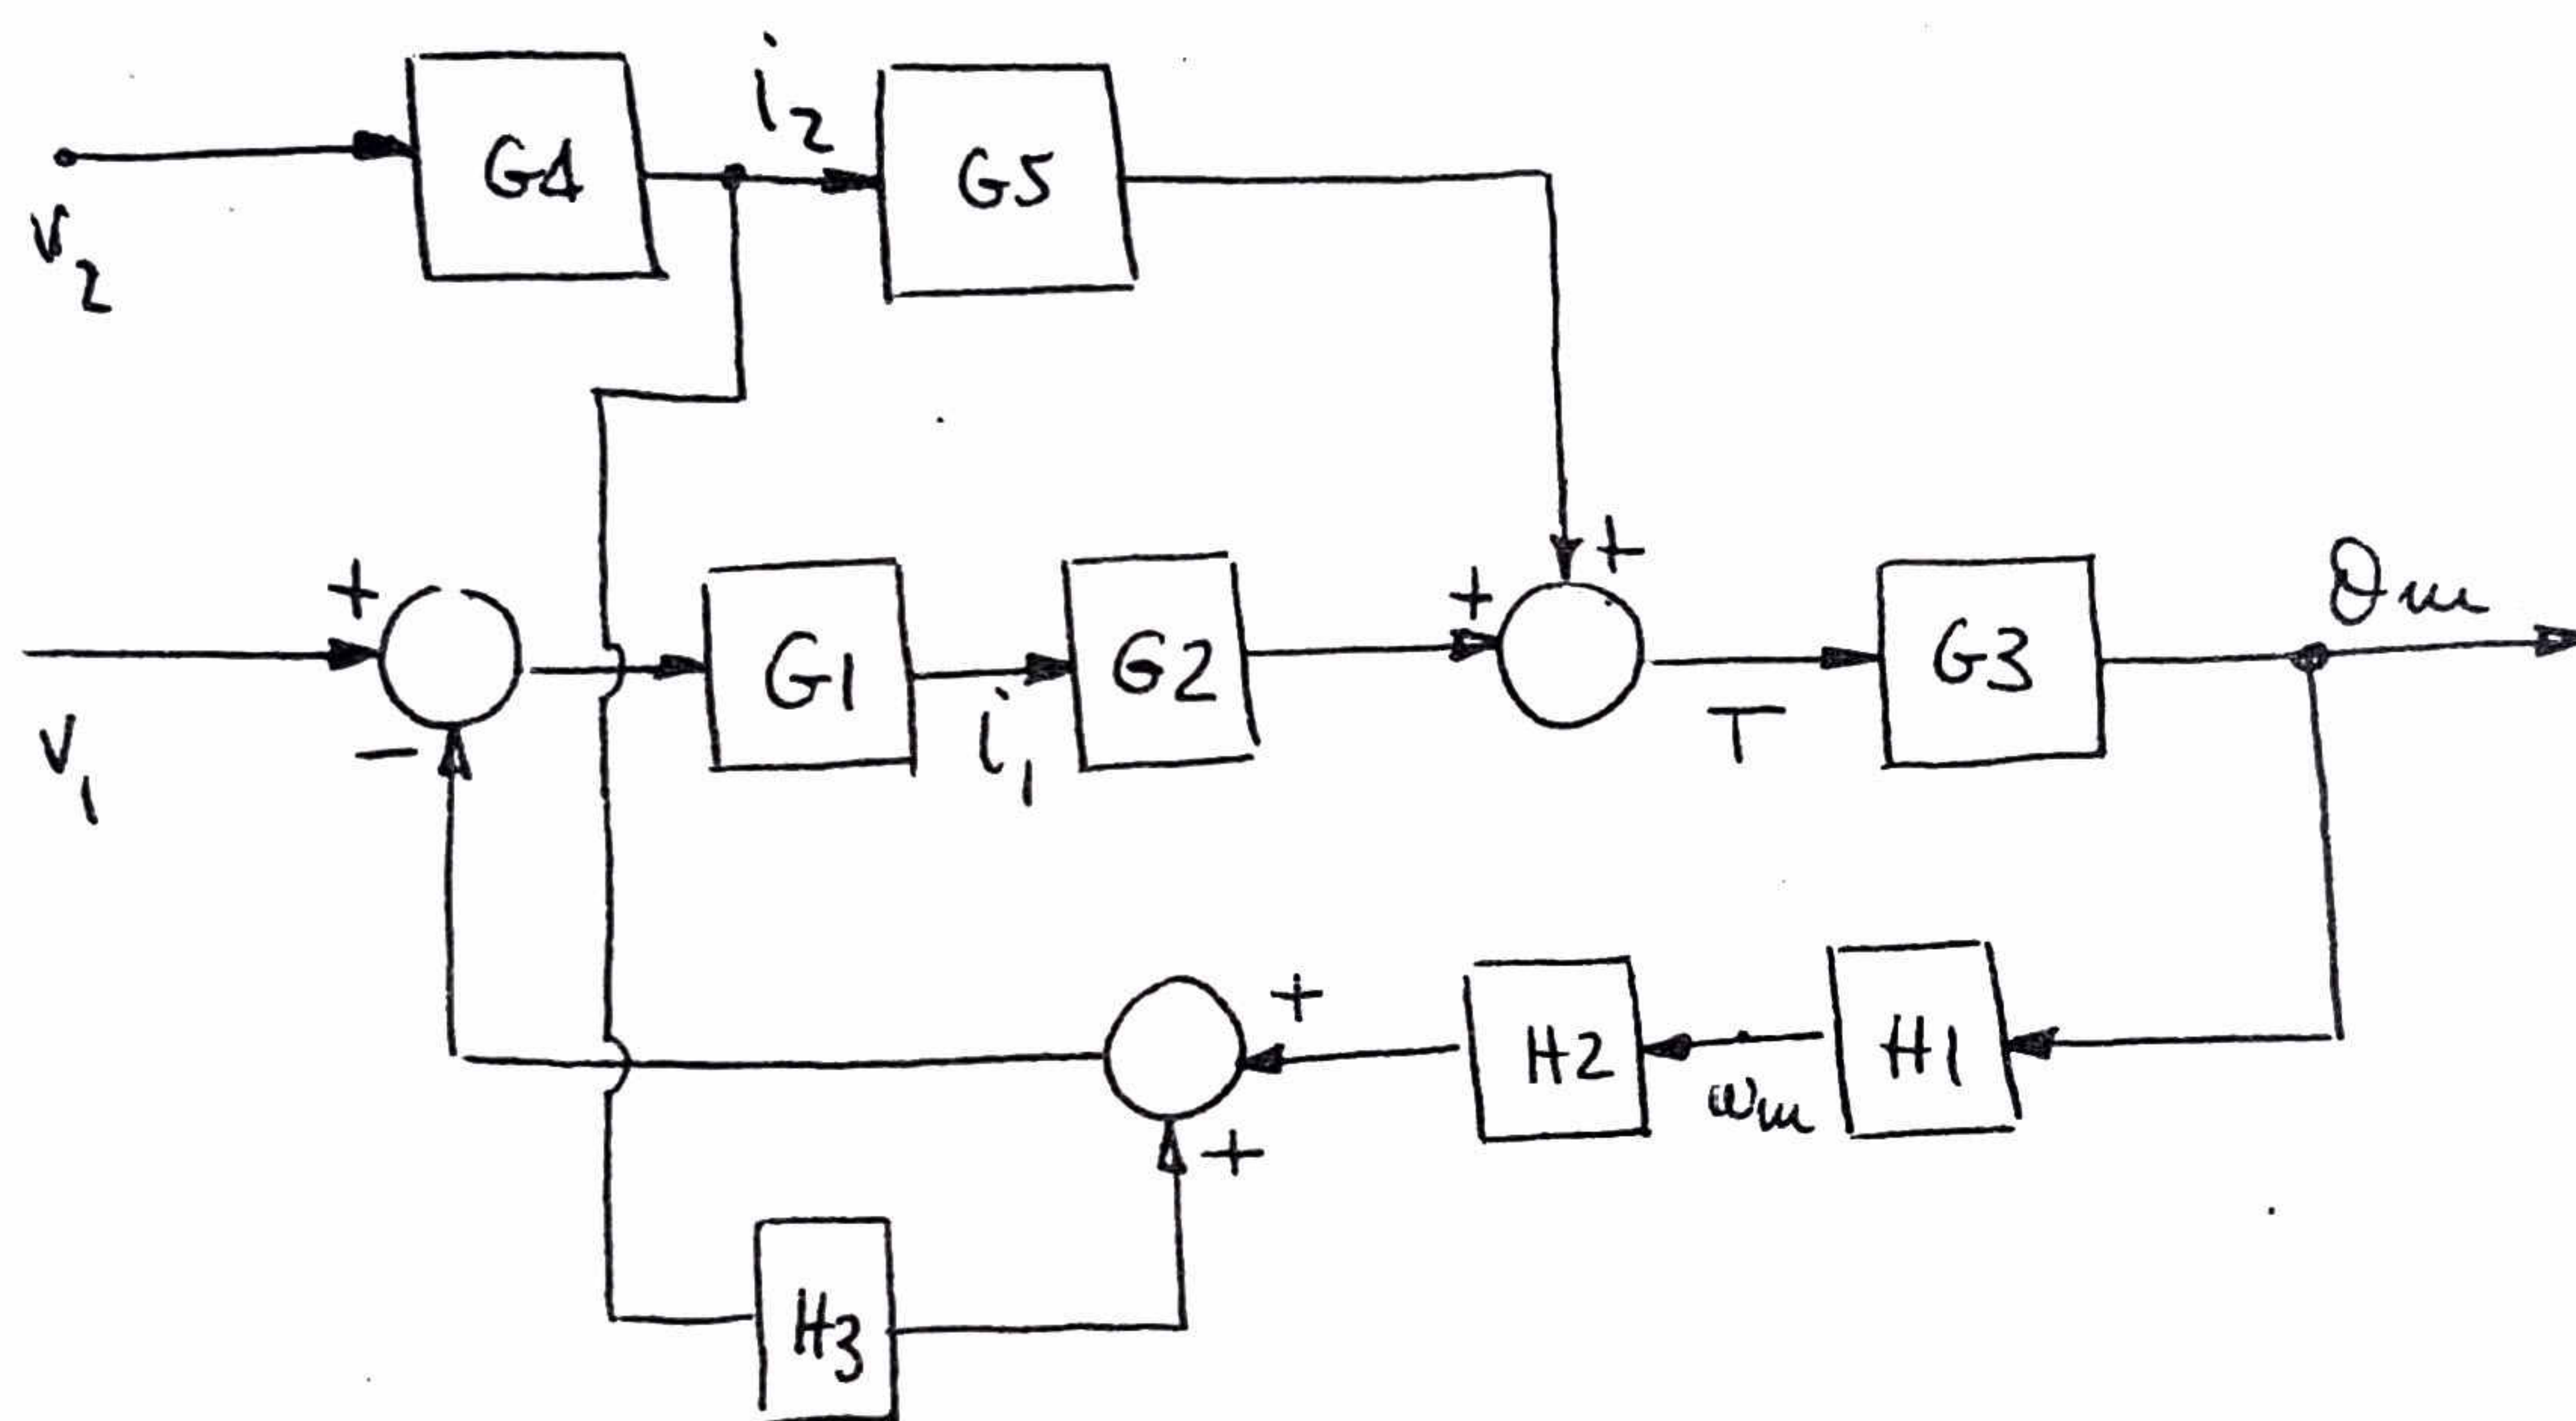 G4
i2
G5
V2
+
+
+
θm
G1
G2
G3
V1
−
i1
T
+
H2
H1
ωm
+
H3